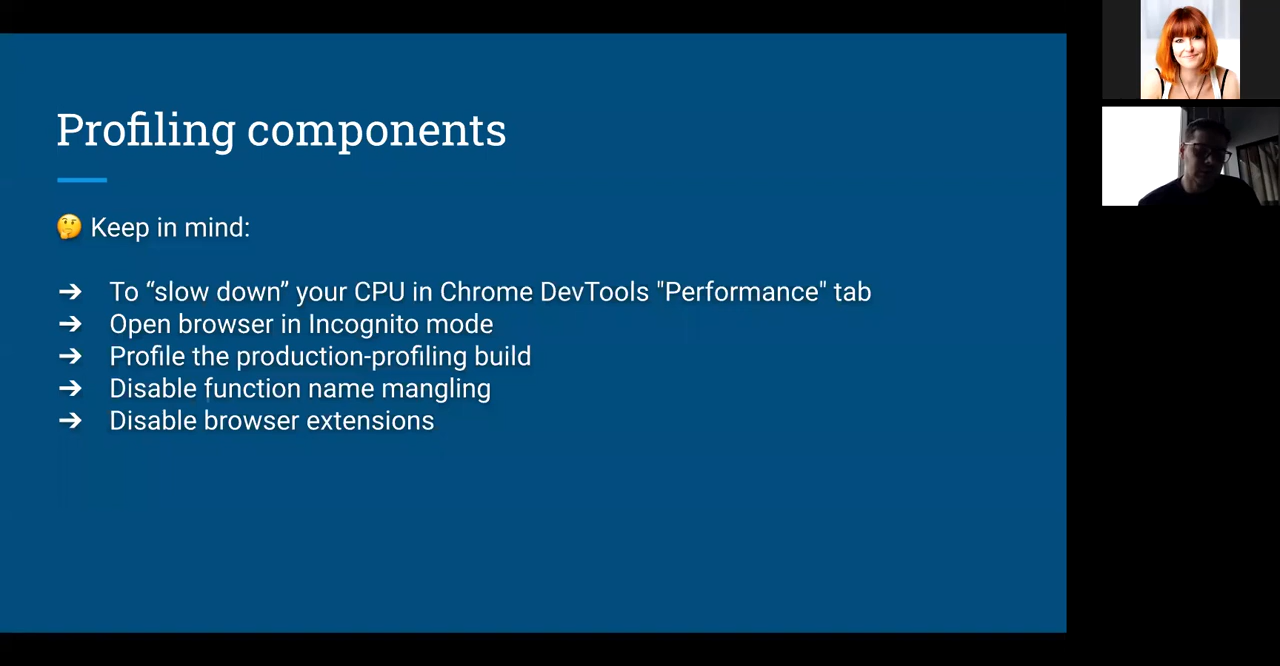 Profiling components
🤔 Keep in mind:
➔ To “slow down” your CPU in Chrome DevTools "Performance" tab
➔ Open browser in Incognito mode
➔ Profile the production-profiling build
➔ Disable function name mangling
➔ Disable browser extensions